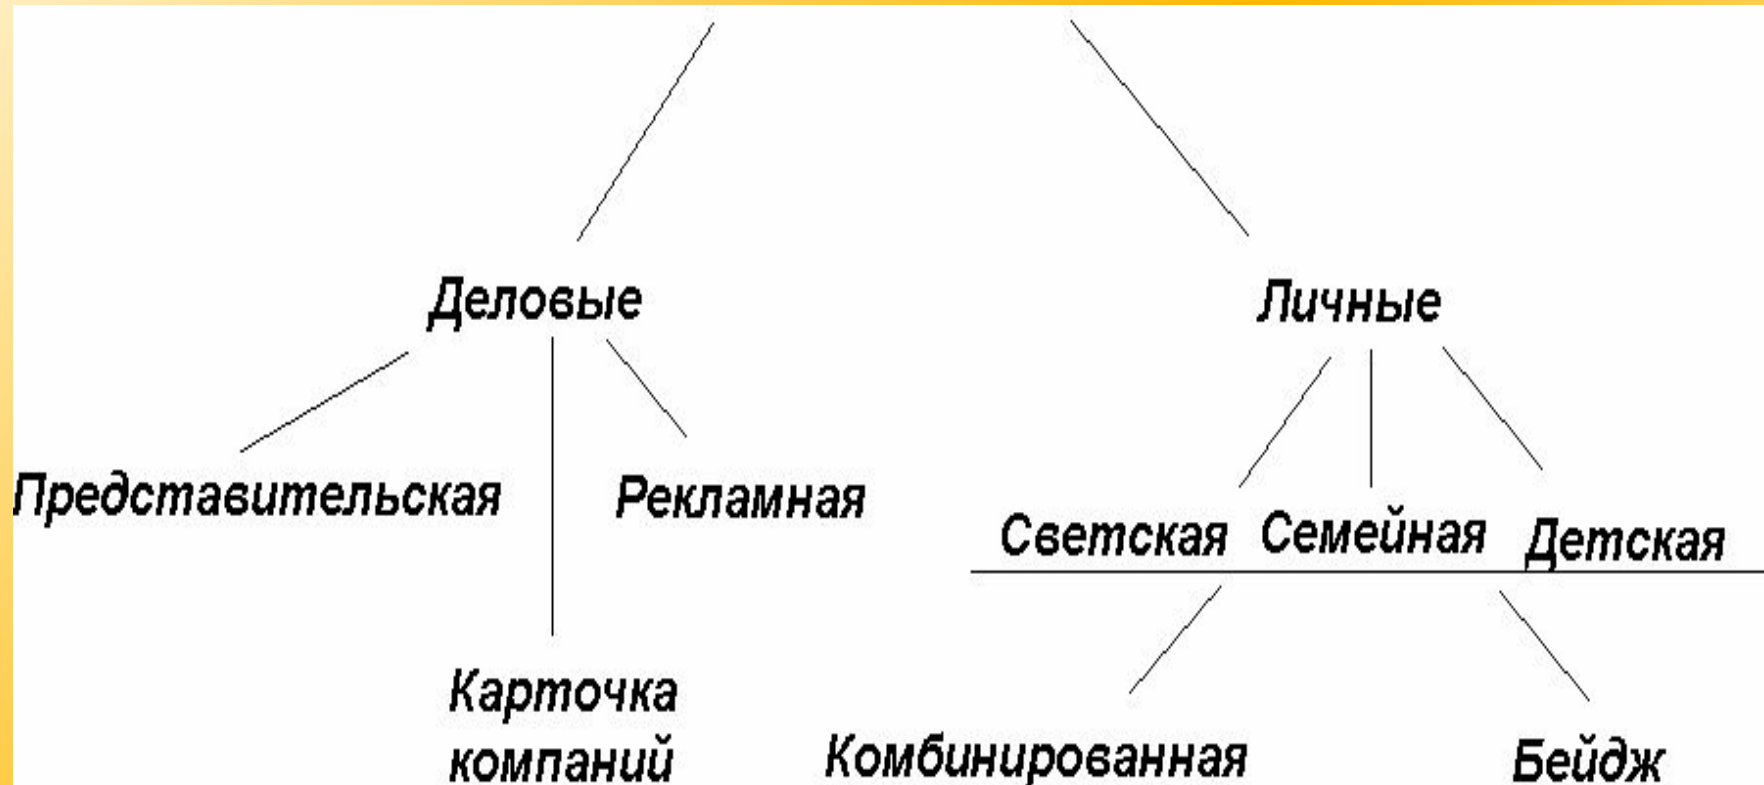 Деловые
Личные
Представительская
Рекламная
Светская
Семейная
Детская
Карточка
компаний
Комбинированная
Бейдж